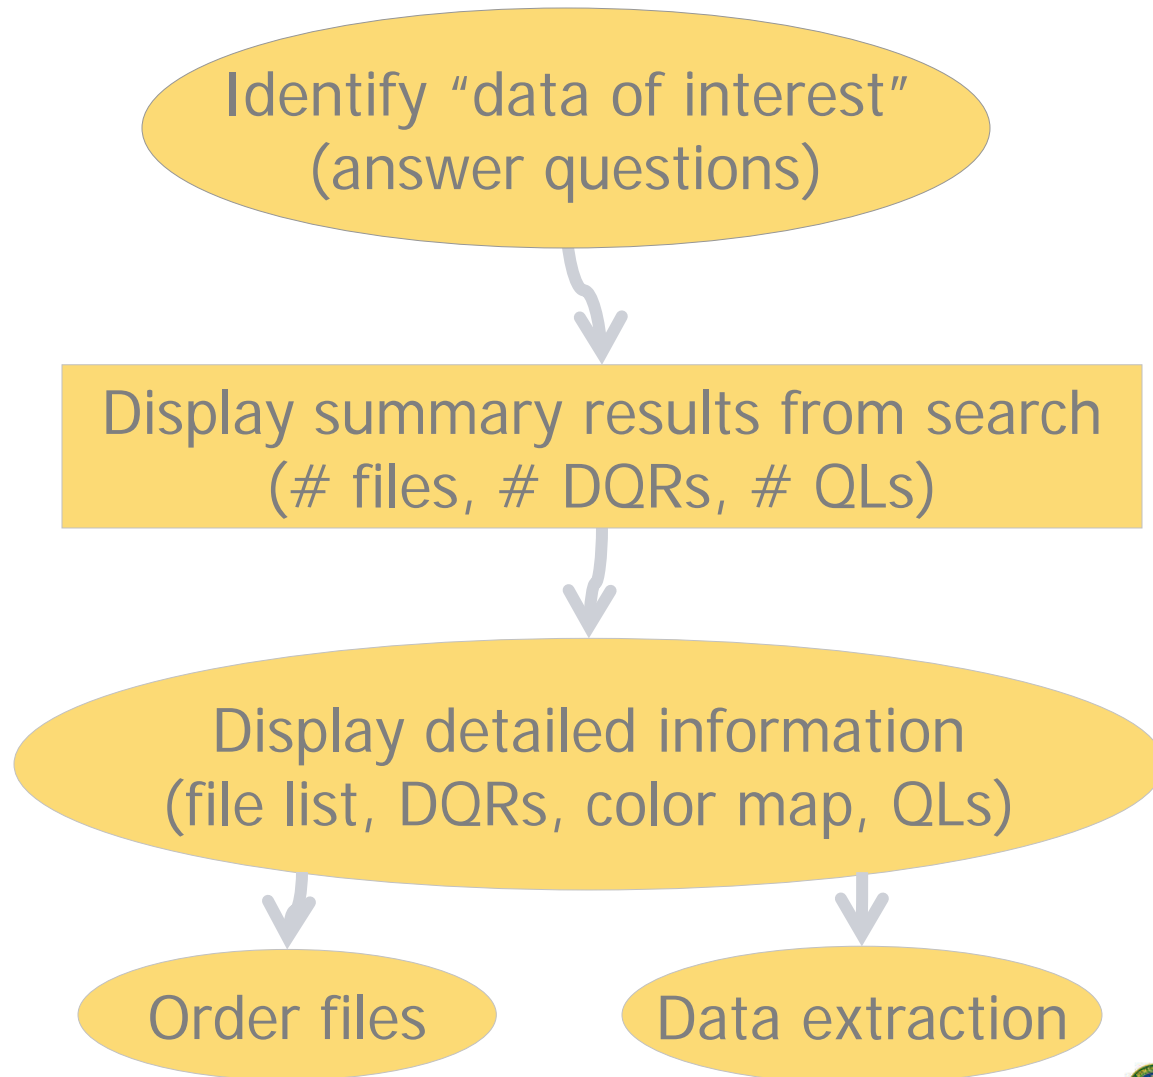 Identify “data of interest”
(answer questions)
Display summary results from search
(# files, # DQRs, # QLs)
Display detailed information
(file list, DQRs, color map, QLs)
Order files
Data extraction